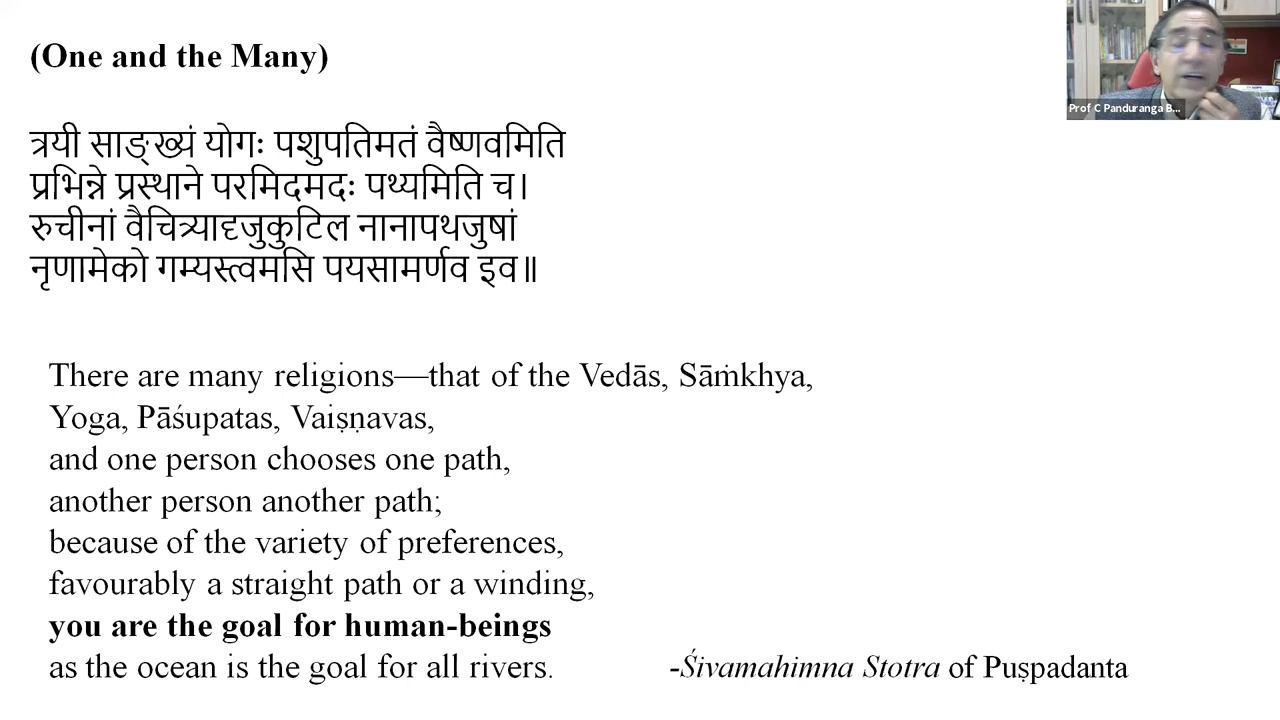 Prof C Panduranga B...
(One and the Many)
त्रयी साङ्ख्यं योगः पशुपतिमतं वैष्णवमिति
प्रभिन्ने प्रस्थाने परमिदमदः पथ्यमिति च।
रुचीनां वैचित्र्यादृजुकुटिल नानापथजुषां
नृणामेको गम्यस्त्वमसि पयसामर्णव इव॥
There are many religions—that of the Vedās, Sāṁkhya,
Yoga, Pāśupatas, Vaiṣṇavas,
and one person chooses one path,
another person another path;
because of the variety of preferences,
favourably a straight path or a winding,
you are the goal for human-beings
as the ocean is the goal for all rivers.
-Śivamahimna Stotra of Puṣpadanta